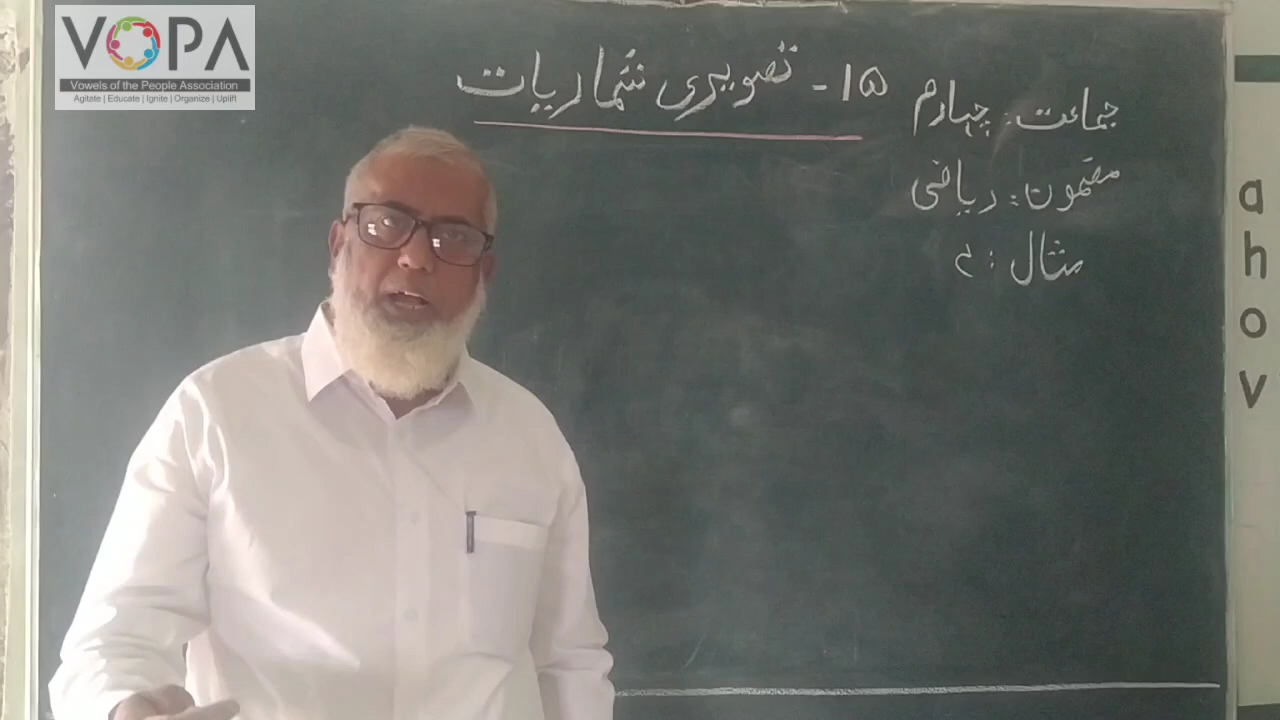 VOPA
Vowels of the People Association
Agitate | Educate | Ignite | Organize | Uplift
۱۵ - تصویری شماریات
جماعت : چہارم
مضمون : ریاضی
مثال : ۲
a
h
o
v